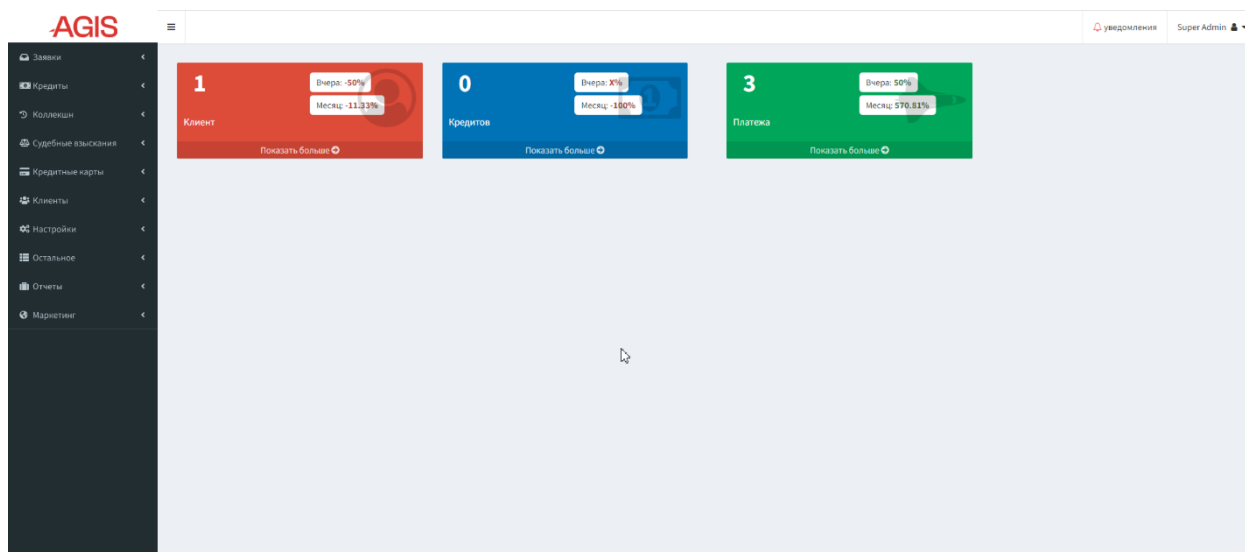 AGIS
уведомления
Super Admin
Заявки
Кредиты
Коллекшн
Судебные взыскания
Кредитные карты
Клиенты
Настройки
Остальное
Отчеты
Маркетинг
1
Вчера: -50%
Месяц: -11.33%
Клиент
Показать больше
0
Вчера: X%
Месяц: -100%
Кредитов
Показать больше
3
Вчера: 50%
Месяц: 570.81%
Платежа
Показать больше